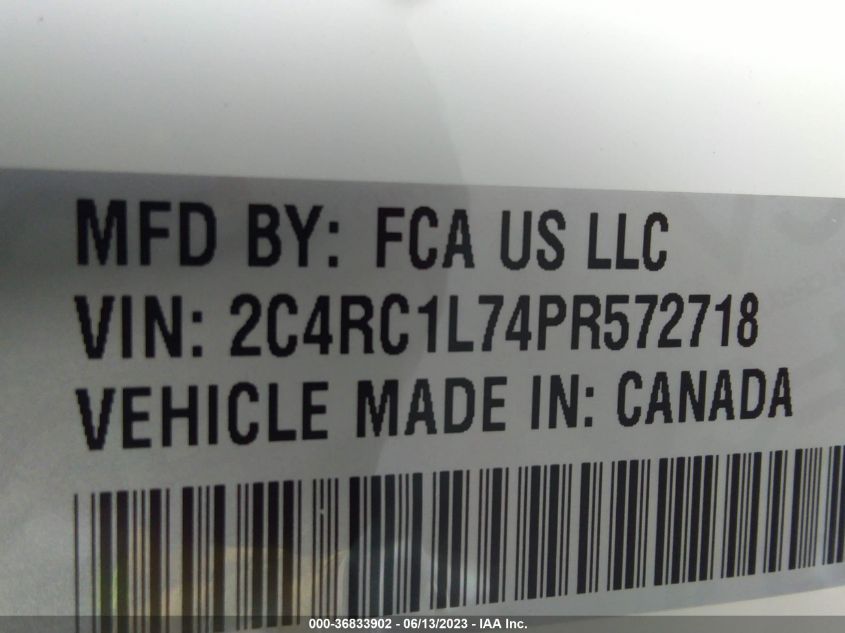 MFD BY: FCA US LLC
VIN: 2C4RC1L74PR572718
VEHICLE MADE IN: CANADA
000-36833902 - 06/13/2023 - IAA Inc.